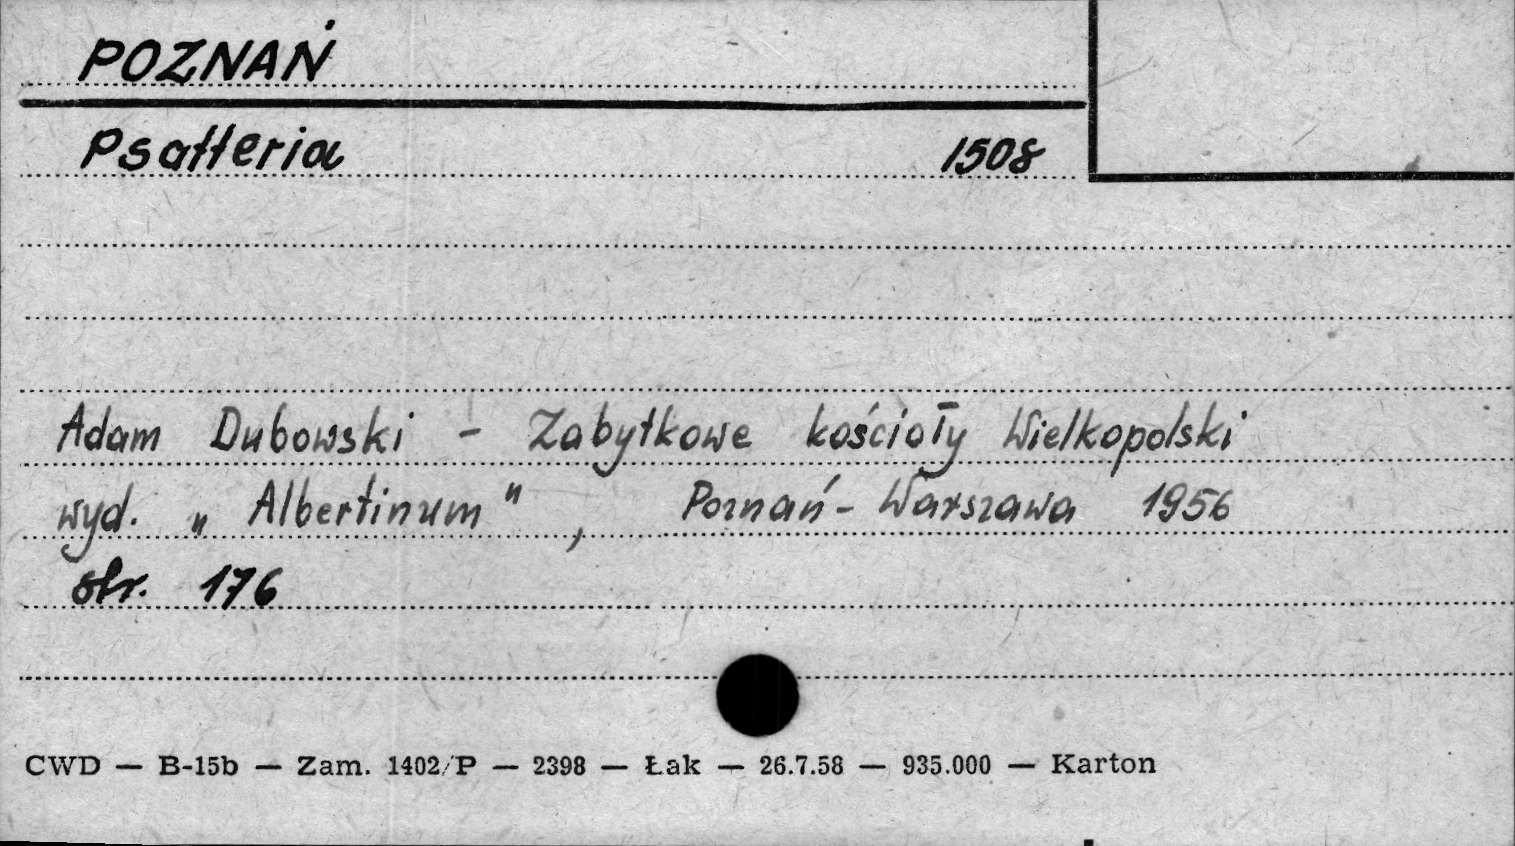 POZNAŃ
Psałteria 1508
Adam Dubowski - Zabytkowe kościoły Wielkopolski
wyd. „Albertinum", Poznań - Warszawa 1956
str. 176
CWD — B-15b — Zam. 1402/P — 2398 — Łak — 26.7.58 — 935.000 — Karton